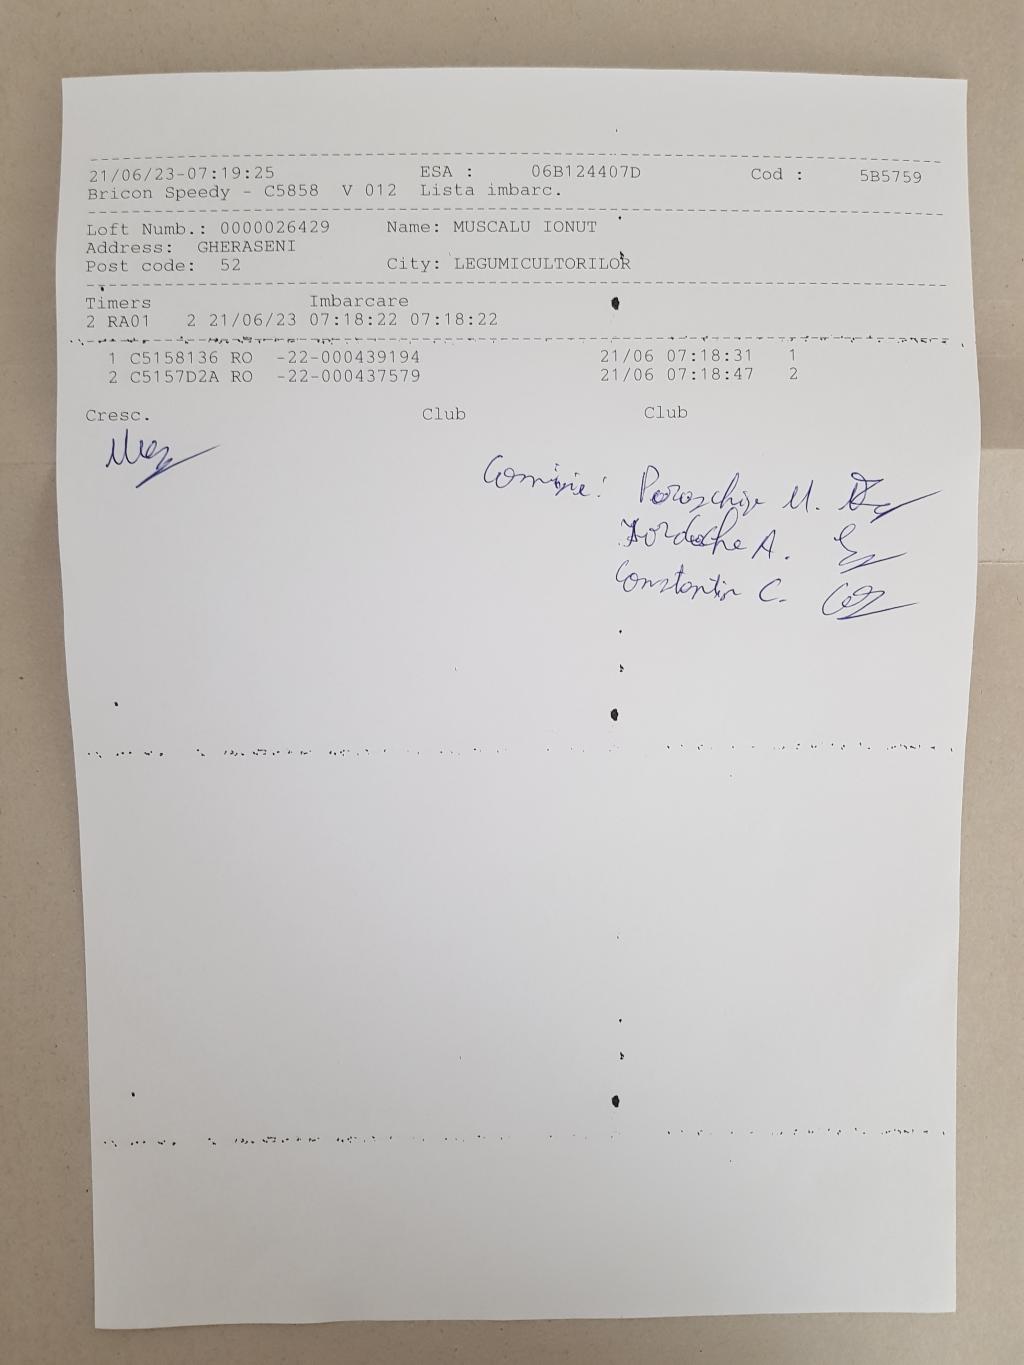 21/06/23-07:19:25 ESA : 06B124407D Cod : 5B5759
Bricon Speedy - C5858 V 012 Lista imbarc.
Loft Numb.: 0000026429 Name: MUSCALU IONUT
Address: GHERASENI
Post code: 52 City: LEGUMICULTORILOR
Timers Imbarcare
2 RA01 2 21/06/23 07:18:22 07:18:22
1 C5158136 RO -22-000439194 21/06 07:18:31 1
2 C5157D2A RO -22-000437579 21/06 07:18:47 2
Cresc. Club Club
Comisie: Paraschiv M.
Iordache A.
Constantin C.